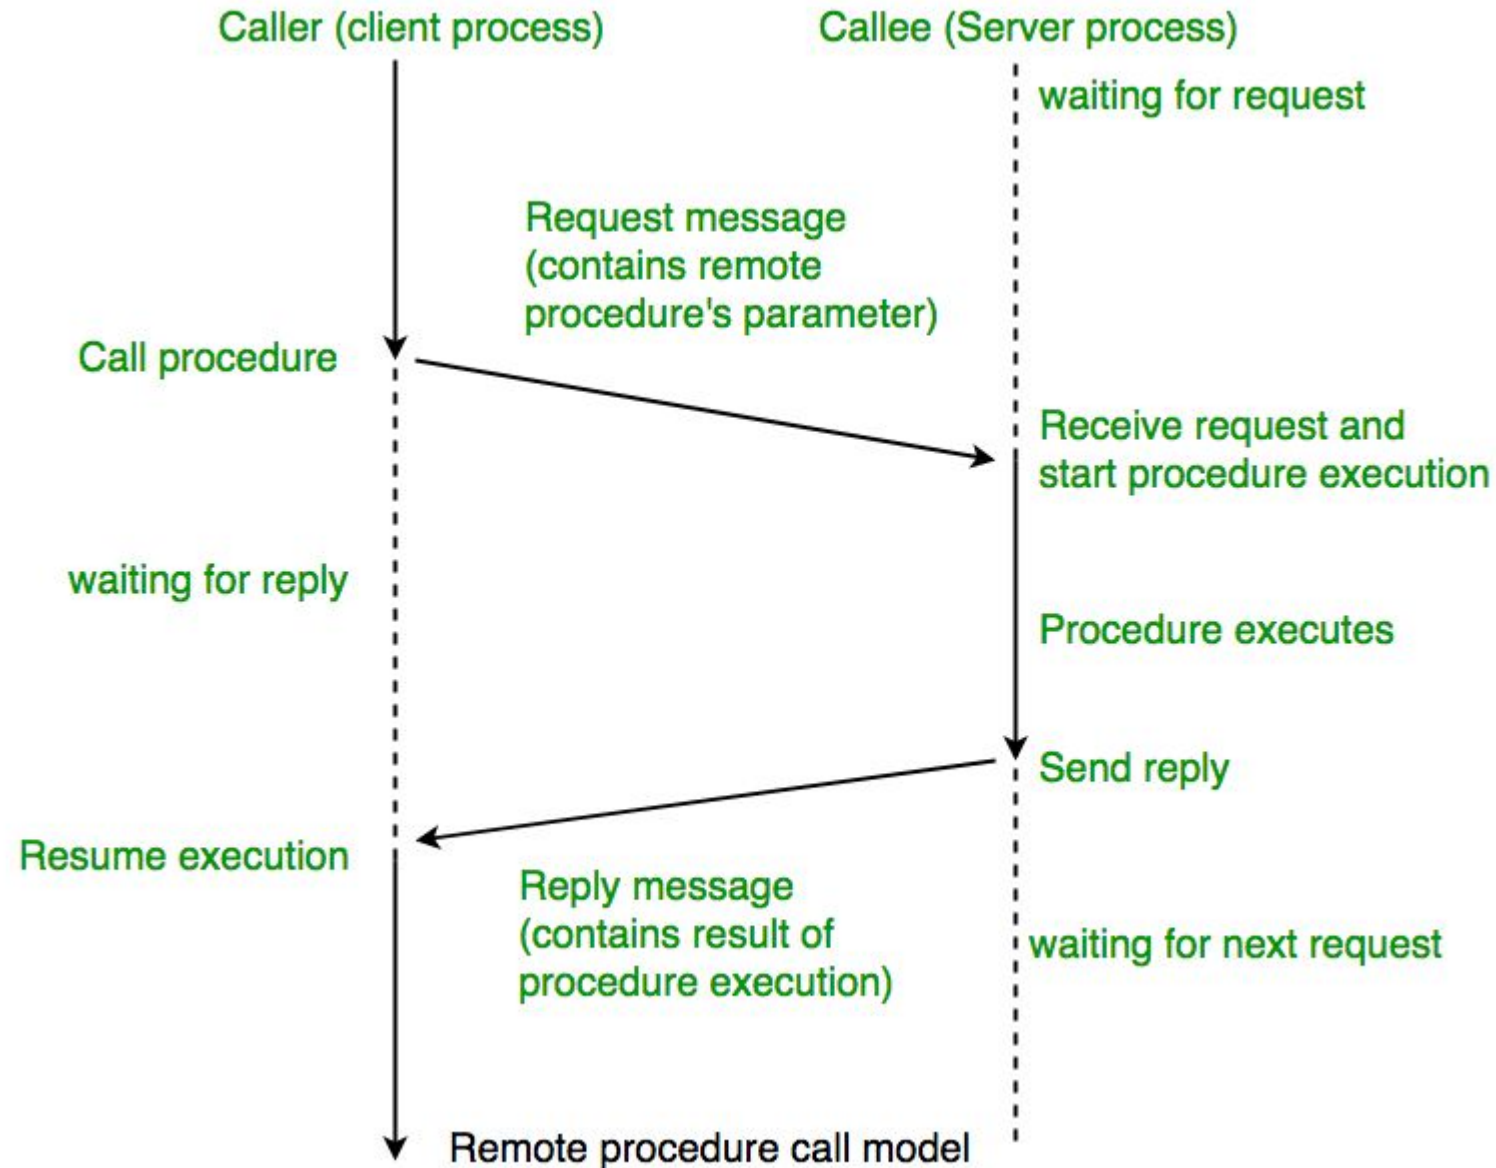 Caller (client process)
Callee (Server process)
waiting for request
Request message
(contains remote
procedure's parameter)
Call procedure
Receive request and
start procedure execution
waiting for reply
Procedure executes
Send reply
Resume execution
Reply message
(contains result of
procedure execution)
waiting for next request
Remote procedure call model